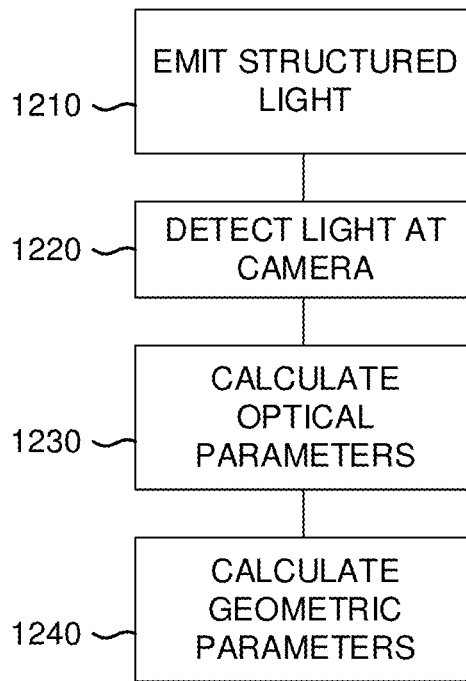 1210
EMIT STRUCTURED
LIGHT
1220
DETECT LIGHT AT
CAMERA
1230
CALCULATE
OPTICAL
PARAMETERS
1240
CALCULATE
GEOMETRIC
PARAMETERS